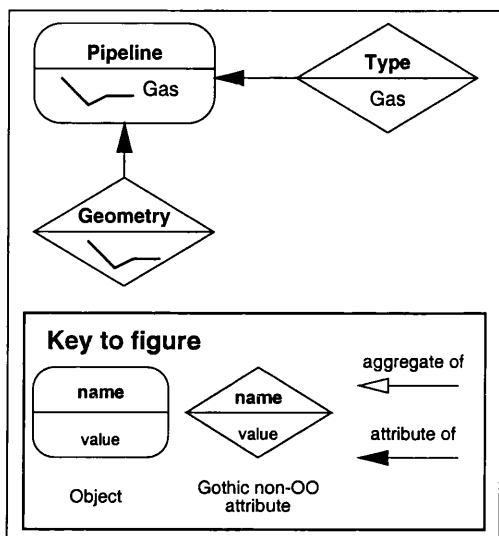 Pipeline
Gas
Type
Gas
Geometry
Key to figure
name
value
Object
name
value
Gothic non-OO
attribute
aggregate of
attribute of